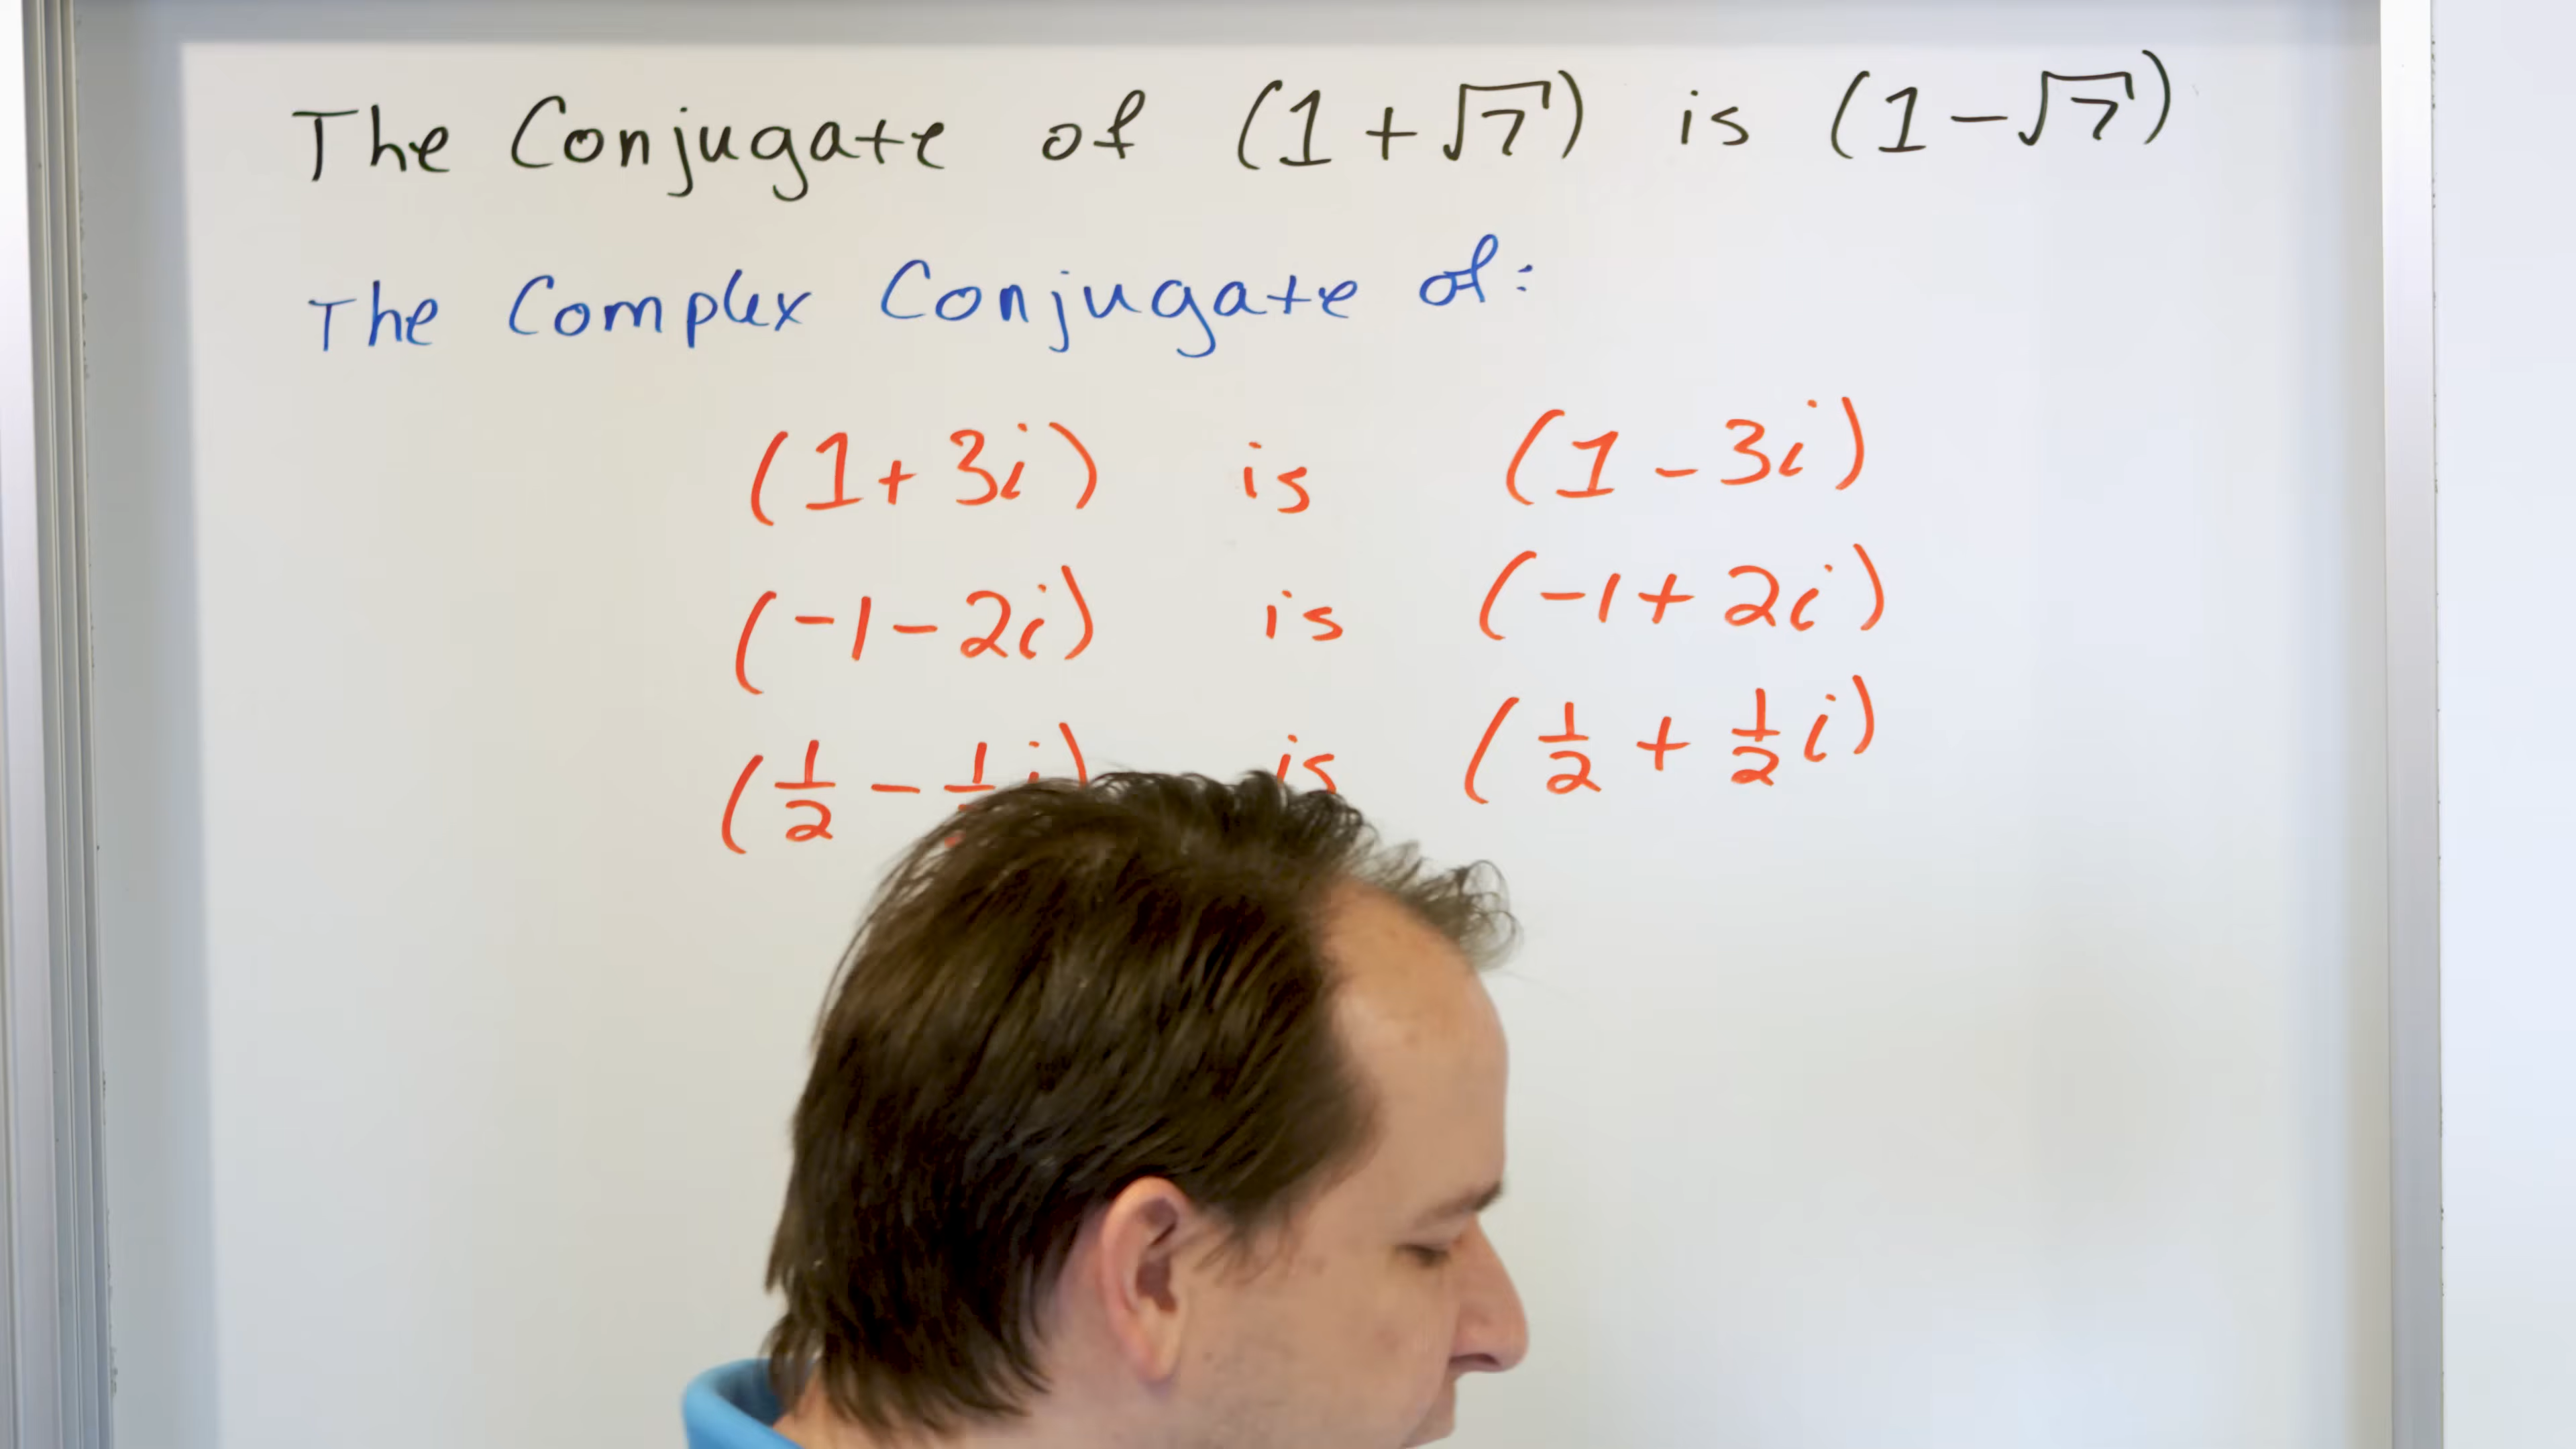 The Conjugate of (1+√7) is (1-√7)
The Complex Conjugate of:
(1+3i) is (1-3i)
(-1-2i) is (-1+2i)
(1/2 - 1 i) is (1/2 + 1/2 i)